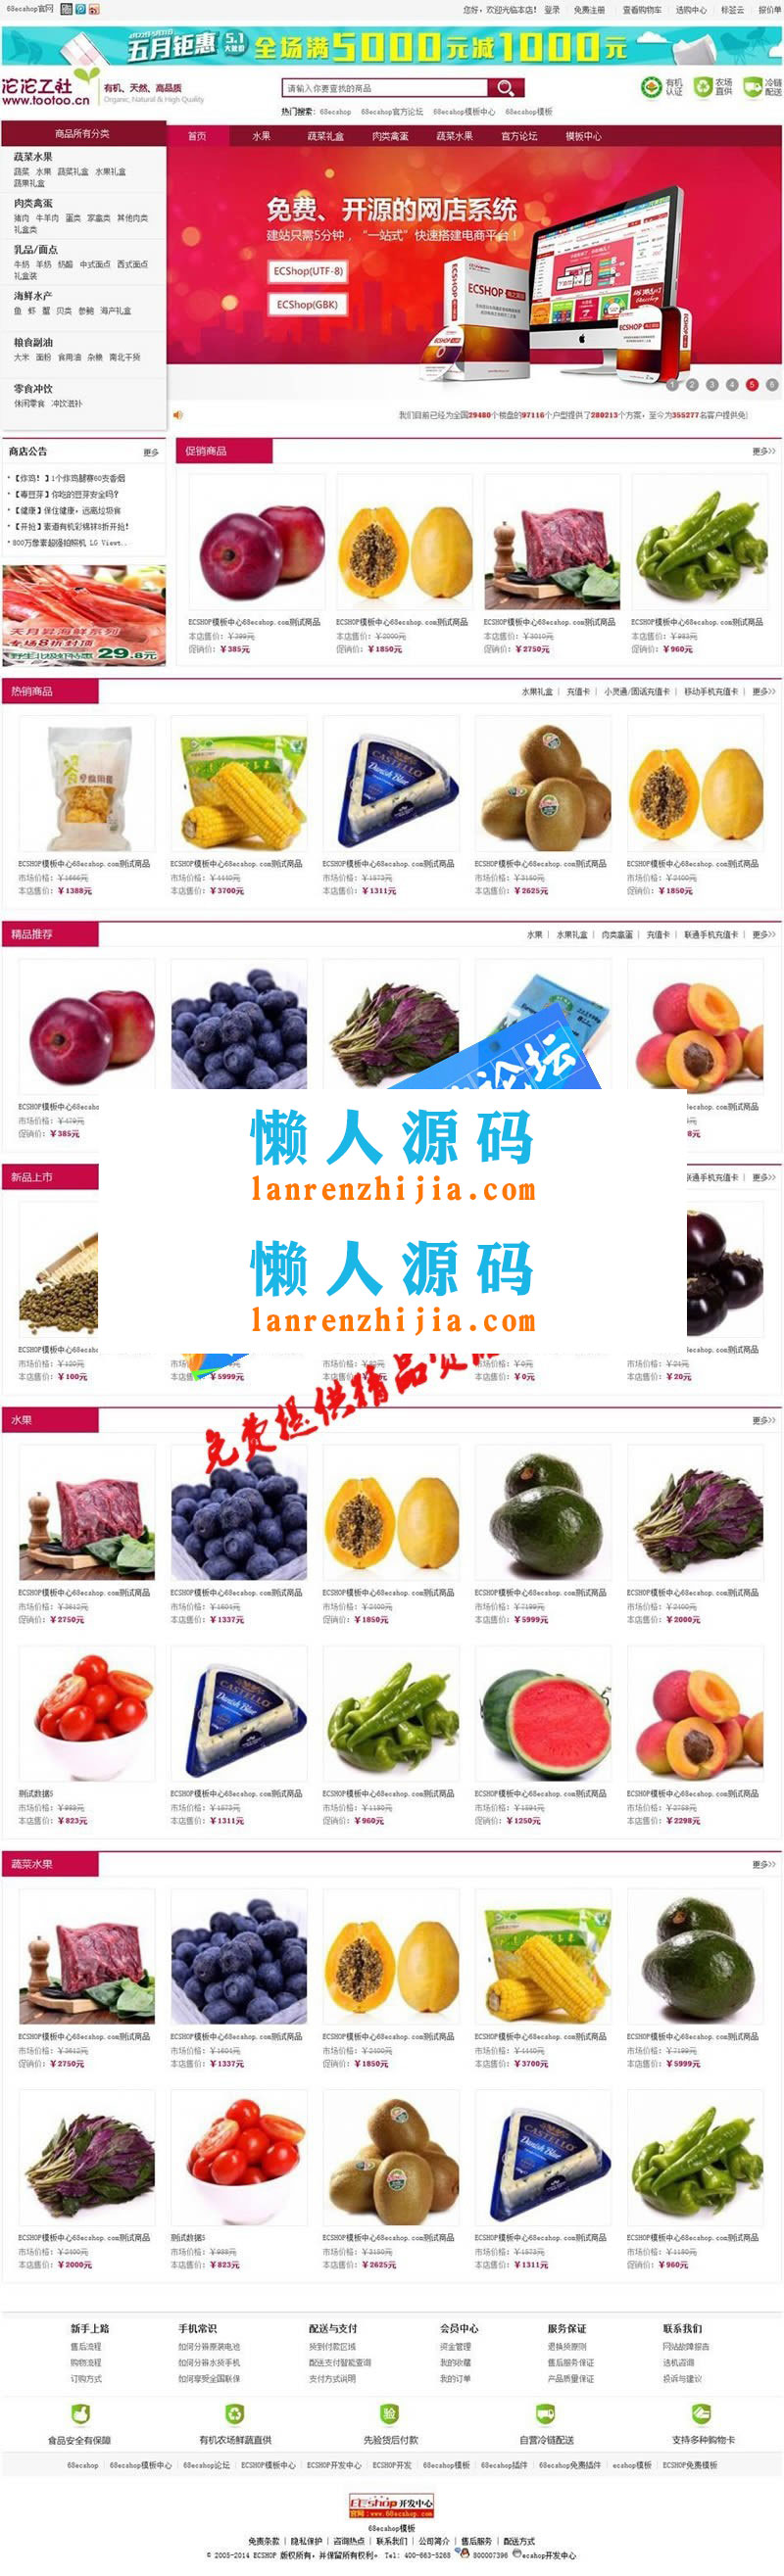 68ecshop官网
您好，欢迎光临本店！ 登录 免费注册 查看购物车 选购中心 标签云 报价单
五月钜惠 5.1 大放价 全场满5000元减1000元
沱沱工社 有机、天然、高品质
www.tootoo.cn Organic, Natural & High Quality
请输入你要查找的商品
有机认证 农场直供 冷链配送
热门搜索： 68ecshop 68ecshop官方论坛 68ecshop模板中心 68ecshop模板
商品所有分类 首页 水果 蔬菜礼盒 肉类禽蛋 蔬菜水果 官方论坛 模板中心
蔬菜水果
蔬菜 水果 蔬菜礼盒 水果礼盒
蔬果礼盒
肉类禽蛋
猪肉 牛羊肉 蛋类 家禽类 其他肉类
礼盒类
乳品/面点
牛奶 羊奶 奶酪 中式面点 西式面点
礼盒装
海鲜水产
鱼 虾 蟹 贝类 参鲍 海产礼盒
粮食副油
大米 面粉 食用油 杂粮 南北干货
零食冲饮
休闲零食 冲饮滋补
免费、开源的网店系统
建站只需5分钟，“一站式”快速搭建电商平台！
ECShop(UTF-8)
ECShop(GBK)
ECSHOP
ECSHOP
1 2 3 4 5 6
我们目前已经为全国29480个楼盘的97116个户型提供了280213个方案，至今为355277名客户提供免
商店公告 更多
【炸鸡！】1个炸鸡腿赛60支香烟
【毒豆芽】你吃的豆芽安全吗?
【健康】保住健康，远离垃圾食
【开抢】素道有机彩棉袜8折开抢!
800万像素超强拍照机 LG Viewt..
天月岩海鲜系列
专场8折封顶
29.8元
促销商品 更多>>
ECSHOP模板中心68ecshop.com测试商品 ECSHOP模板中心68ecshop.com测试商品 ECSHOP模板中心68ecshop.com测试商品 ECSHOP模板中心68ecshop.com测试商品
本店售价：￥399元 本店售价：￥2000元 本店售价：￥3010元 本店售价：￥983元
促销价：￥385元 促销价：￥1850元 促销价：￥2750元 促销价：￥960元
热销商品 水果礼盒 | 充值卡 | 小灵通/固话充值卡 | 移动手机充值卡 | 更多>>
CASTELLO
Danish Blue
ECSHOP模板中心68ecshop.com测试商品 ECSHOP模板中心68ecshop.com测试商品 ECSHOP模板中心68ecshop.com测试商品 ECSHOP模板中心68ecshop.com测试商品 ECSHOP模板中心68ecshop.com测试商品
市场价格：￥1666元 市场价格：￥4440元 市场价格：￥1573元 市场价格：￥3150元 市场价格：￥2400元
本店售价：￥1388元 本店售价：￥3700元 本店售价：￥1311元 本店售价：￥2625元 促销价：￥1850元
精品推荐 水果 | 水果礼盒 | 肉类禽蛋 | 充值卡 | 联通手机充值卡 | 更多>>
论坛
ECSHOP模板中心68ecsho
ecshop.com测试商品
促销价：￥385元
懒人源码
lanrenzhijia.com
新品上市 联通手机充值卡 | 更多>>
懒人源码
lanrenzhijia.com
ECSHOP模板中心68ecsh ecshop.com测试商品
市场价格：￥120元 市场价格：￥0元 市场价格：￥24元
本店售价：￥100元 本店售 ￥5999元 本店售价：￥0元 本店售价：￥20元
免费提供精品资源
水果 更多>>
ECSHOP模板中心68ecshop.com测试商品 ECSHOP模板中心68ecshop.com测试商品 ECSHOP模板中心68ecshop.com测试商品 ECSHOP模板中心68ecshop.com测试商品 ECSHOP模板中心68ecshop.com测试商品
市场价格：￥3612元 市场价格：￥1604元 市场价格：￥2400元 市场价格：￥7199元 市场价格：￥2400元
促销价：￥2750元 本店售价：￥1337元 促销价：￥1850元 本店售价：￥5999元 本店售价：￥2000元
CASTELLO
Danish Blue
测试数据5 ECSHOP模板中心68ecshop.com测试商品 ECSHOP模板中心68ecshop.com测试商品 ECSHOP模板中心68ecshop.com测试商品 ECSHOP模板中心68ecshop.com测试商品
市场价格：￥988元 市场价格：￥1573元 市场价格：￥1180元 市场价格：￥1594元 市场价格：￥2758元
本店售价：￥823元 本店售价：￥1311元 促销价：￥960元 促销价：￥1250元 本店售价：￥2298元
蔬菜水果 更多>>
ECSHOP模板中心68ecshop.com测试商品 ECSHOP模板中心68ecshop.com测试商品 ECSHOP模板中心68ecshop.com测试商品 ECSHOP模板中心68ecshop.com测试商品 ECSHOP模板中心68ecshop.com测试商品
市场价格：￥3612元 市场价格：￥1604元 市场价格：￥2400元 市场价格：￥4440元 市场价格：￥7199元
促销价：￥2750元 本店售价：￥1337元 促销价：￥1850元 本店售价：￥3700元 本店售价：￥5999元
CASTELLO
Danish Blue
ECSHOP模板中心68ecshop.com测试商品 测试数据5 ECSHOP模板中心68ecshop.com测试商品 ECSHOP模板中心68ecshop.com测试商品 ECSHOP模板中心68ecshop.com测试商品
市场价格：￥2400元 市场价格：￥988元 市场价格：￥3150元 市场价格：￥1573元 市场价格：￥1180元
本店售价：￥2000元 本店售价：￥823元 本店售价：￥2625元 本店售价：￥1311元 促销价：￥960元
新手上路 手机常识 配送与支付 会员中心 服务保证 联系我们
售后流程 如何分辨原装电池 货到付款区域 资金管理 退换货原则 网站故障报告
购物流程 如何分辨水货手机 配送支付智能查询 我的收藏 售后服务保证 选机咨询
订购方式 如何享受全国联保 支付方式说明 我的订单 产品质量保证 投诉与建议
验
食品安全有保障 有机农场鲜蔬直供 先验货后付款 自营冷链配送 支持多种购物卡
68ecshop | 68ecshop模板中心 | 68ecshop论坛 | ECSHOP模板中心 | ECSHOP开发中心 | ECSHOP开发 | 68ecshop模板 | 68ecshop插件 | 68ecshop免费插件 | ecshop模板 | ECSHOP免费模板
ECshop开发中心
官网:www.68ecshop.com
68ecshop模板
免责条款 | 隐私保护 | 咨询热点 | 联系我们 | 公司简介 | 售后服务 | 配送方式
© 2005-2014 ECSHOP 版权所有，并保留所有权利。 Tel: 400-663-5268 800007396 ecshop开发中心